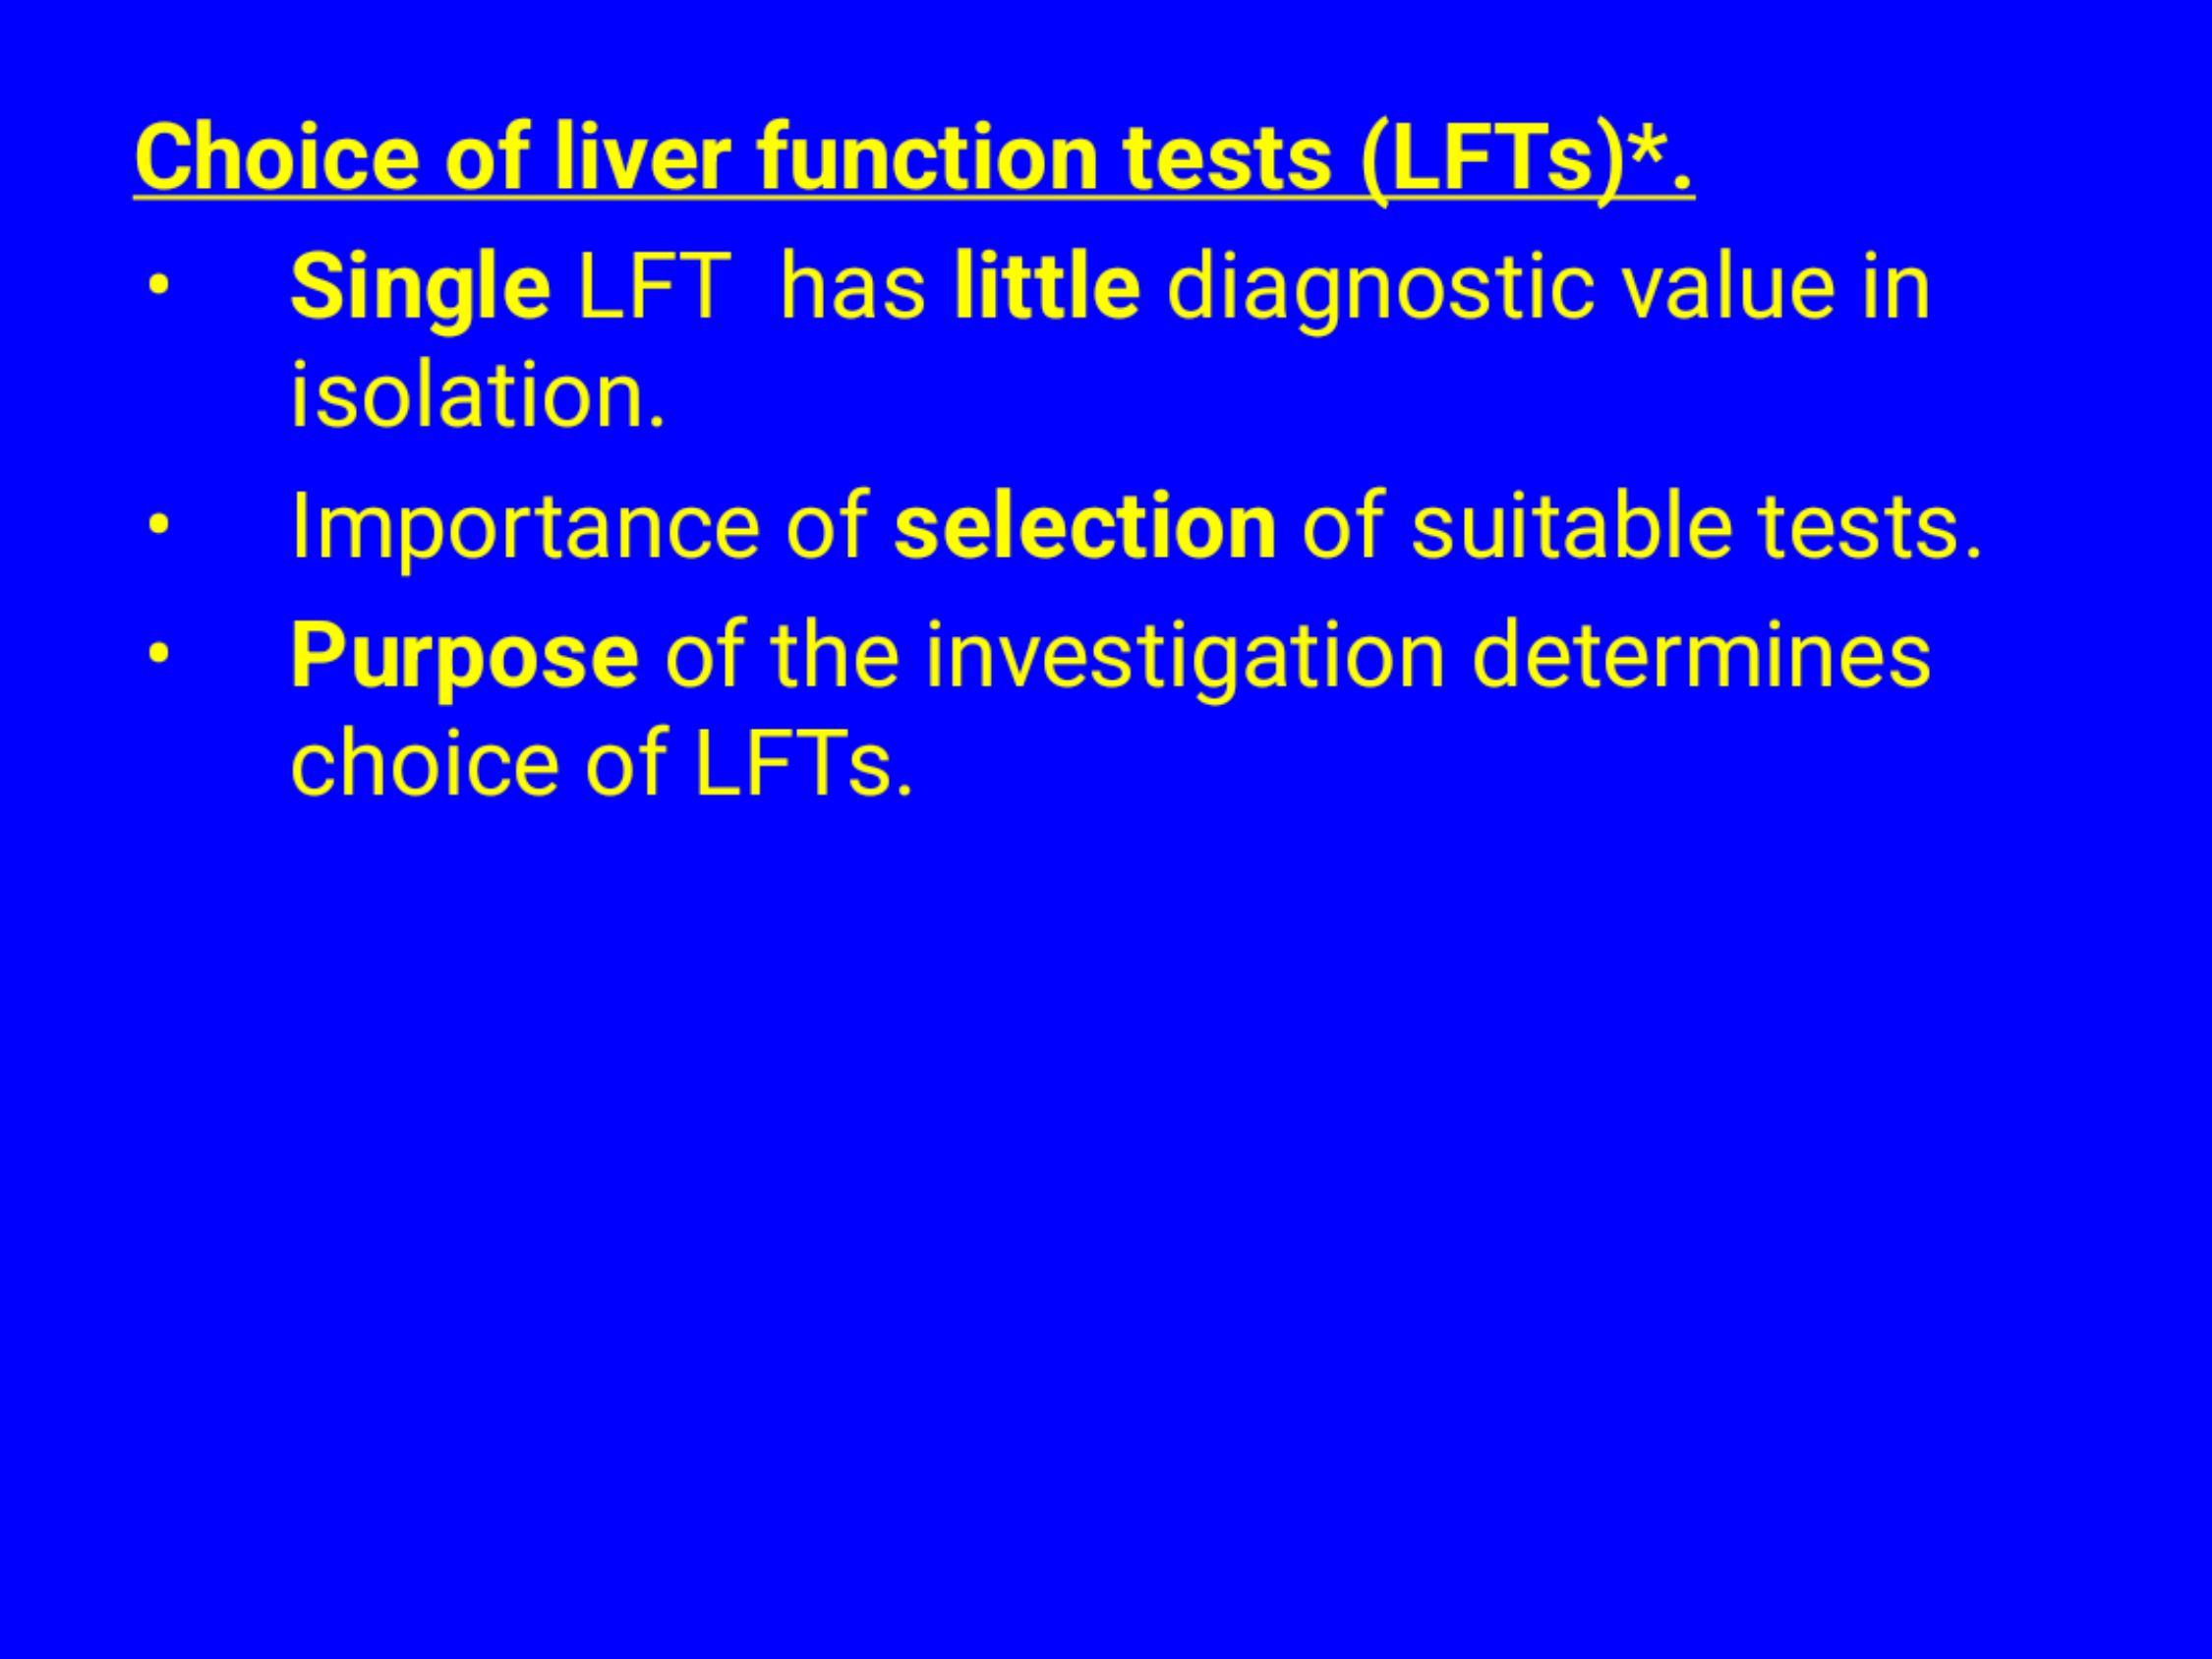 Choice of liver function tests (LFTs)*.
• Single LFT  has little diagnostic value in
isolation.
• Importance of selection of suitable tests.
• Purpose of the investigation determines
choice of LFTs.